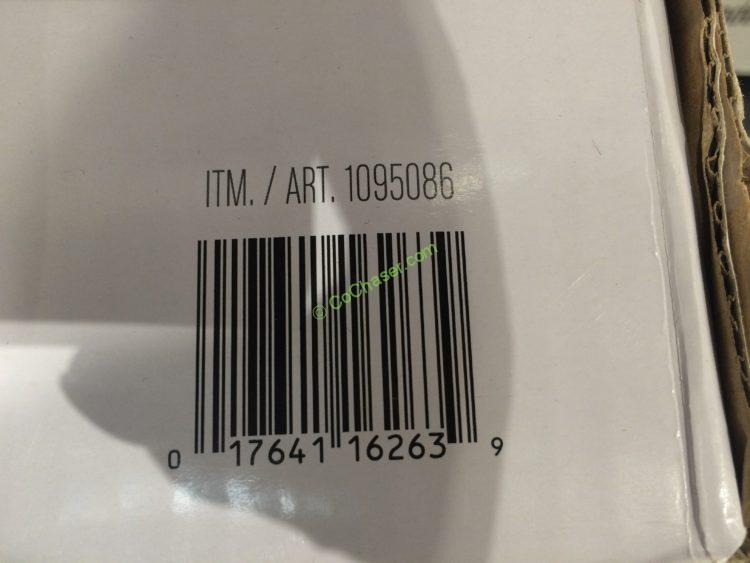 ITM. / ART. 1095086
© CoChaser.com
0 17641 16263 9